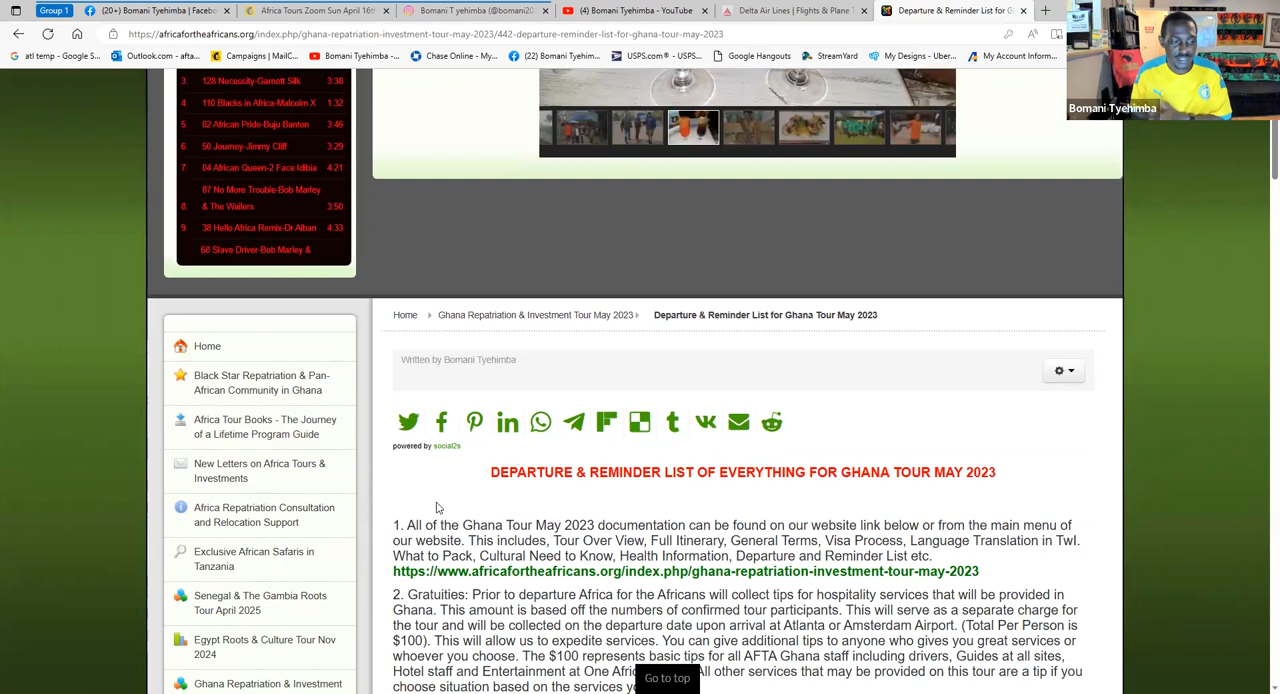 Group 1
(20+) Bomani Tyehimba | Facebo
Africa Tours Zoom Sun April 16th
Bomani T yehimba (@bomani20
(4) Bomani Tyehimba - YouTube
Delta Air Lines | Flights & Plane T
Departure & Reminder List for G
https://africafortheafricans.org/index.php/ghana-repatriation-investment-tour-may-2023/442-departure-reminder-list-for-ghana-tour-may-2023
atl temp - Google S...
Outlook.com - afta...
Campaigns | MailC...
Bomani Tyehimba -...
Chase Online - My...
(22) Bomani Tyehim...
USPS.com® - USPS...
Google Hangouts
StreamYard
My Designs - Uber...
My Account Inform...
Bomani Tyehimba
3. 128 Necessity-Garnett Silk 3:38
4. 110 Blacks in Africa-Malcolm X 1:32
5. 02 African Pride-Buju Banton 3:46
6. 50 Journey-Jimmy Cliff 3:29
7. 04 African Queen-2 Face Idibia 4:21
87 No More Trouble-Bob Marley
8. & The Wailers 3:50
9. 38 Hello Africa Remix-Dr Alban 4:33
68 Slave Driver-Bob Marley &
Home
Black Star Repatriation & Pan-
African Community in Ghana
Africa Tour Books - The Journey
of a Lifetime Program Guide
New Letters on Africa Tours &
Investments
Africa Repatriation Consultation
and Relocation Support
Exclusive African Safaris in
Tanzania
Senegal & The Gambia Roots
Tour April 2025
Egypt Roots & Culture Tour Nov
2024
Ghana Repatriation & Investment
Home Ghana Repatriation & Investment Tour May 2023 Departure & Reminder List for Ghana Tour May 2023
Written by Bomani Tyehimba
powered by social2s
DEPARTURE & REMINDER LIST OF EVERYTHING FOR GHANA TOUR MAY 2023
1. All of the Ghana Tour May 2023 documentation can be found on our website link below or from the main menu of
our website. This includes, Tour Over View, Full Itinerary, General Terms, Visa Process, Language Translation in TwI.
What to Pack, Cultural Need to Know, Health Information, Departure and Reminder List etc.
https://www.africafortheafricans.org/index.php/ghana-repatriation-investment-tour-may-2023
2. Gratuities: Prior to departure Africa for the Africans will collect tips for hospitality services that will be provided in
Ghana. This amount is based off the numbers of confirmed tour participants. This will serve as a separate charge for
the tour and will be collected on the departure date upon arrival at Atlanta or Amsterdam Airport. (Total Per Person is
$100). This will allow us to expedite services. You can give additional tips to anyone who gives you great services or
whoever you choose. The $100 represents basic tips for all AFTA Ghana staff including drivers, Guides at all sites,
Hotel staff and Entertainment at One Afri All other services that may be provided on this tour are a tip if you
choose situation based on the services
Go to top